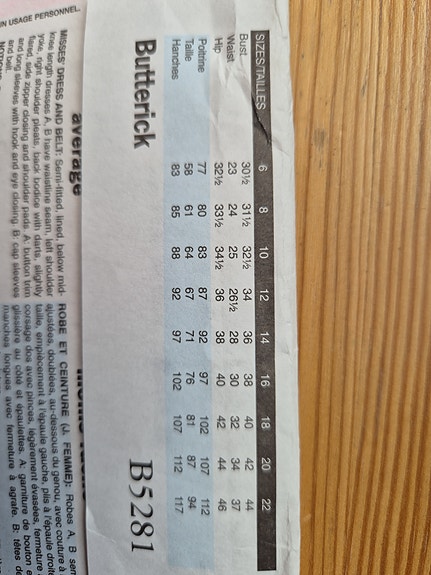 SIZES/TAILLES 6 8 10 12 14 16 18 20 22
Bust 30½ 31½ 32½ 34 36 38 40 42 44
Waist 23 24 25 26½ 28 30 32 34 37
Hip 32½ 33½ 34½ 36 38 40 42 44 46
Poitrine 77 80 83 87 92 97 102 107 112
Taille 58 61 64 67 71 76 81 87 94
Hanches 83 85 88 92 97 102 107 112 117
Butterick B5281
average
MISSES' DRESS AND BELT: Semi-fitted, lined, below mid-
knee length dresses A, B have waistline seam, left shoulder
yoke, right shoulder pleats, back bodice with darts, slightly
flared, side zipper closing and shoulder pads. A: button trim
and long sleeves with hook and eye closing. B: cap sleeves
and belt.
ROBE ET CEINTURE (J. FEMME): Robes A, B
ajustées, doublées, au-dessous du genou, avec couture à
taille, empiècement à l'épaule gauche, plis à l'épaule droite
corsage dos avec pinces, légèrement évasées, fermeture
glissière au côté et épaulettes. A: garniture de bouton
manches longues avec fermeture à agrafe. B: têtes
IN USAGE PERSONNEL.